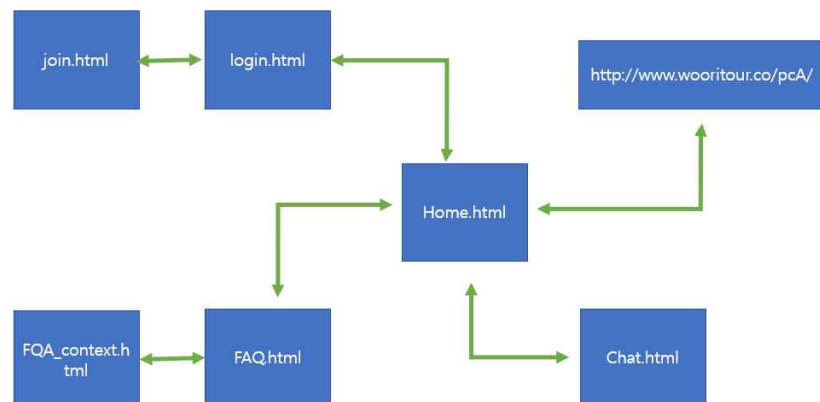 join.html
login.html
http://www.wooritour.co/pcA/
Home.html
FQA_context.h
tml
FAQ.html
Chat.html